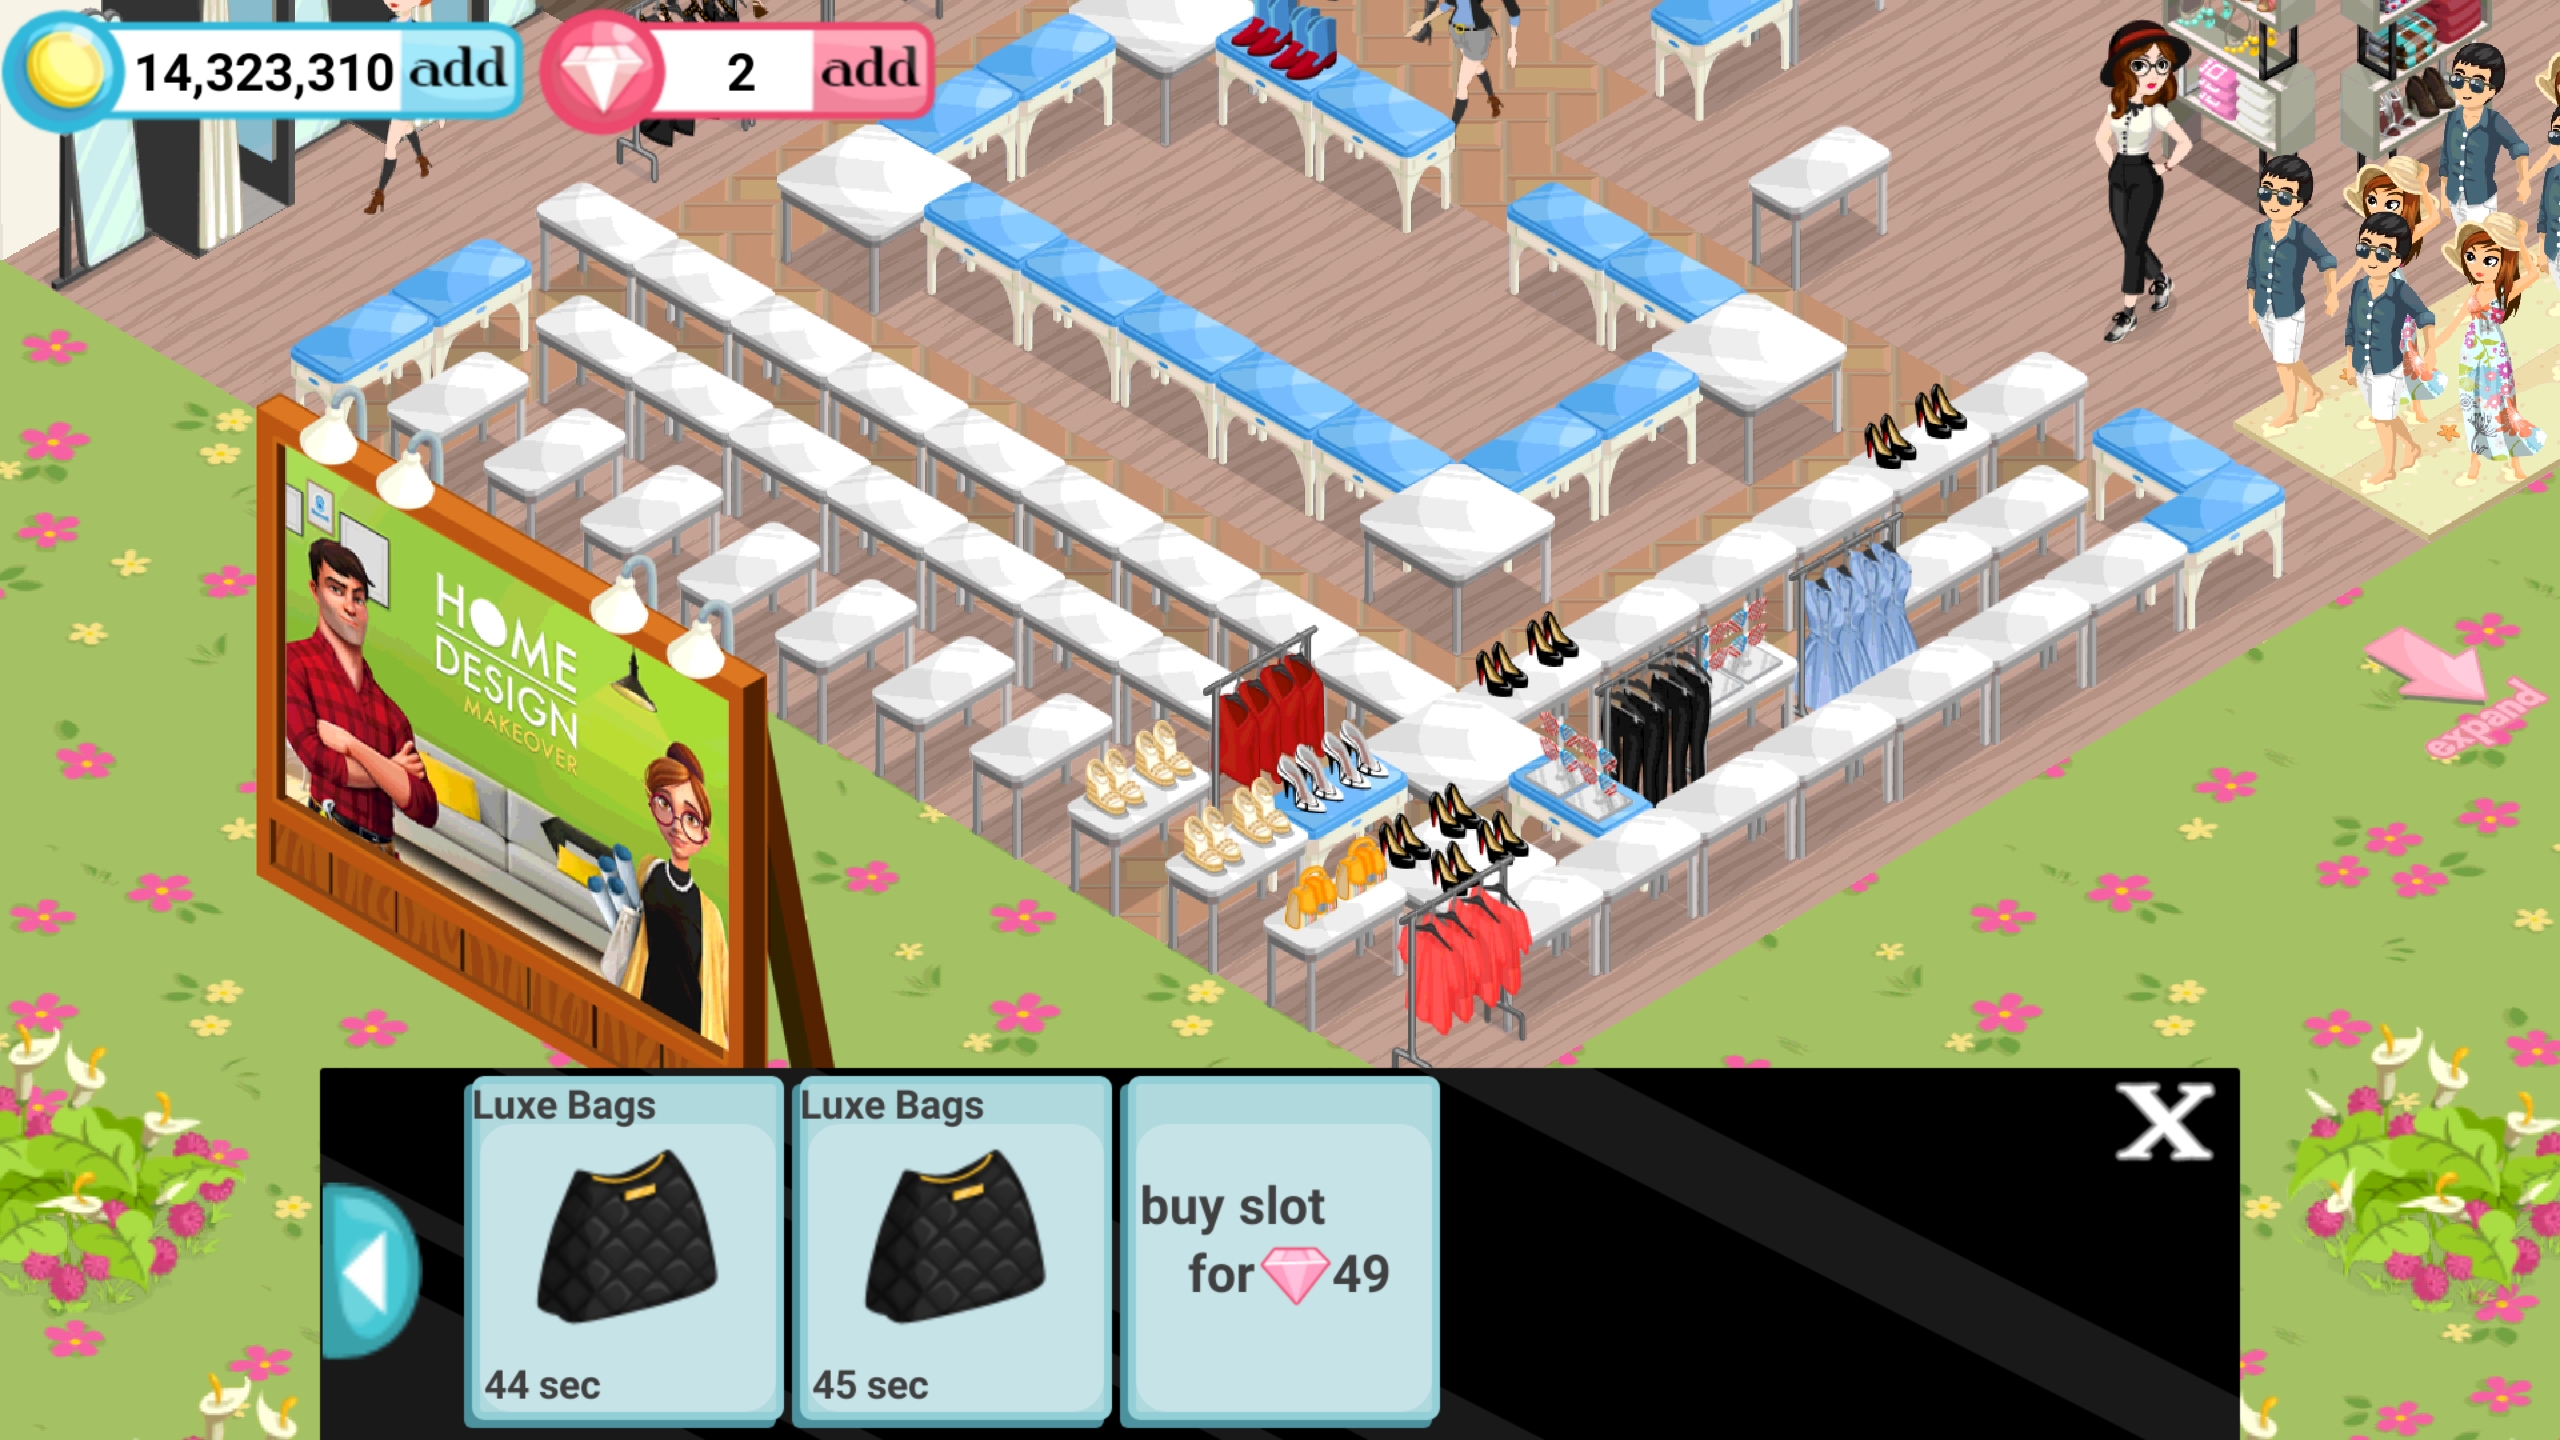 14,323,310 add
2 add
HOME
DESIGN
MAKEOVER
expand
Luxe Bags
44 sec
Luxe Bags
45 sec
buy slot
for 49